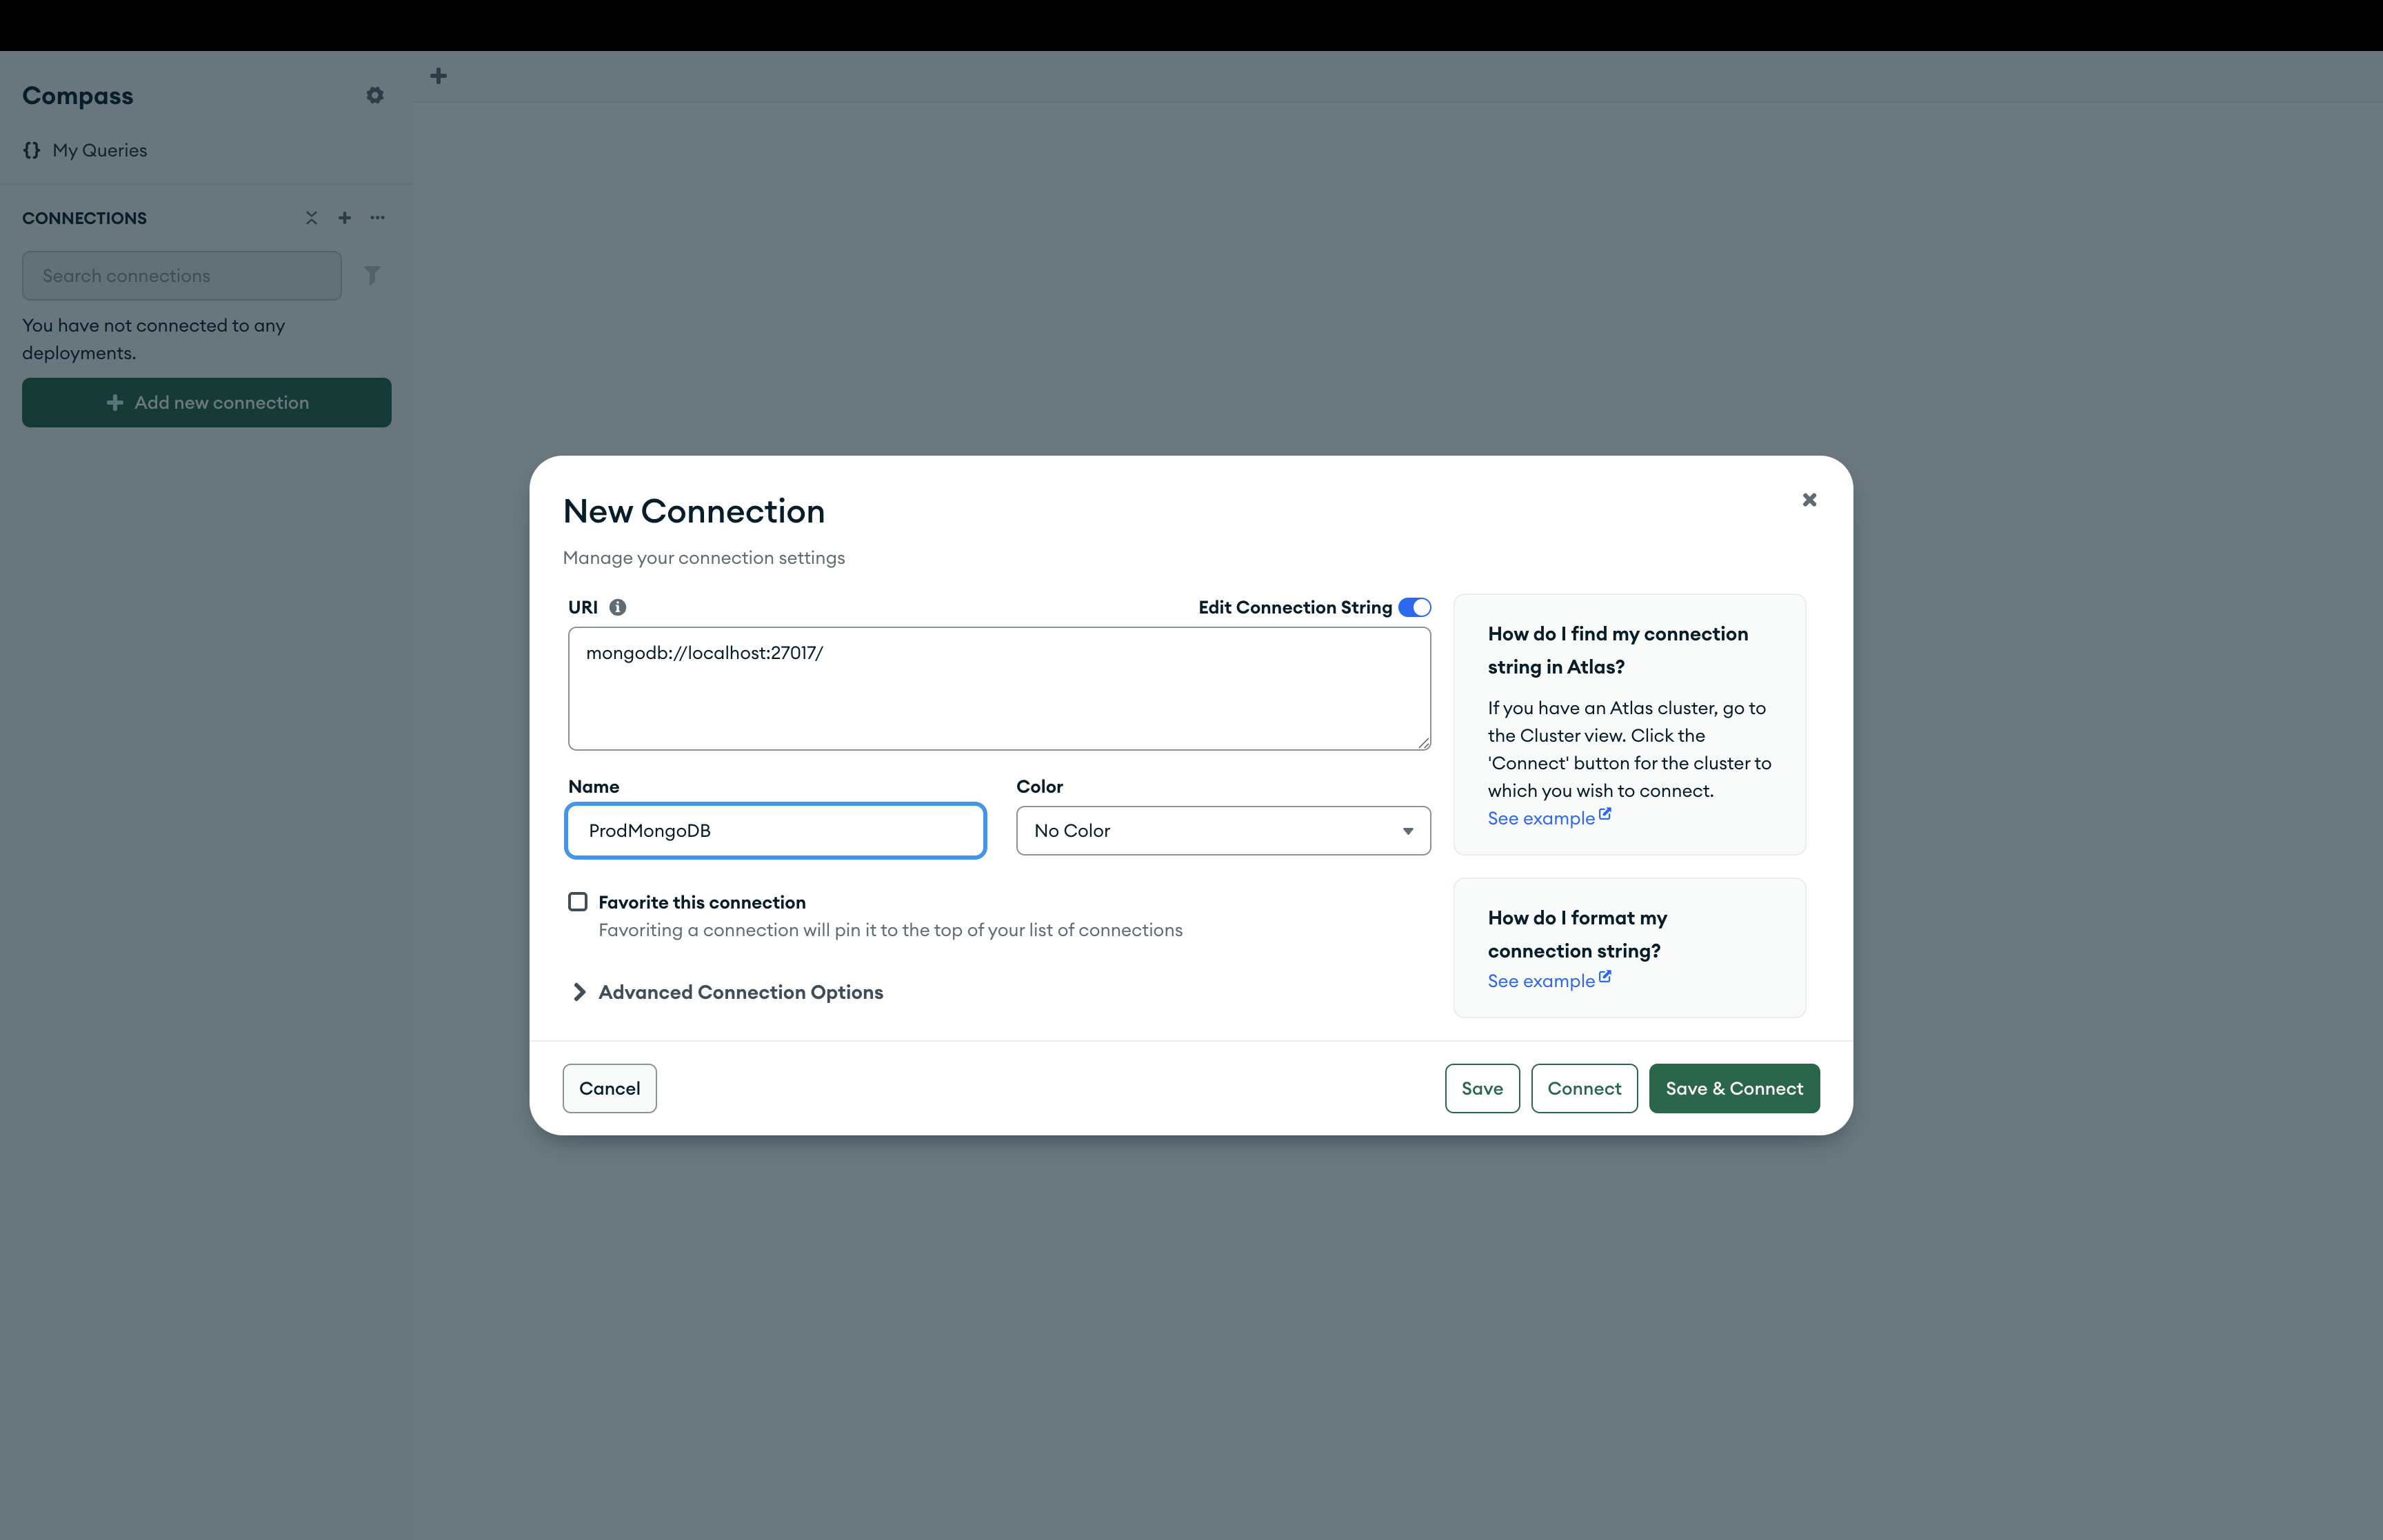 Compass
My Queries
CONNECTIONS
Search connections
You have not connected to any
deployments.
Add new connection
New Connection
Manage your connection settings
URI
Edit Connection String
mongodb://localhost:27017/
Name
Color
ProdMongoDB
No Color
Favorite this connection
Favoriting a connection will pin it to the top of your list of connections
Advanced Connection Options
How do I find my connection
string in Atlas?
If you have an Atlas cluster, go to
the Cluster view. Click the
'Connect' button for the cluster to
which you wish to connect.
See example
How do I format my
connection string?
See example
Cancel
Save
Connect
Save & Connect